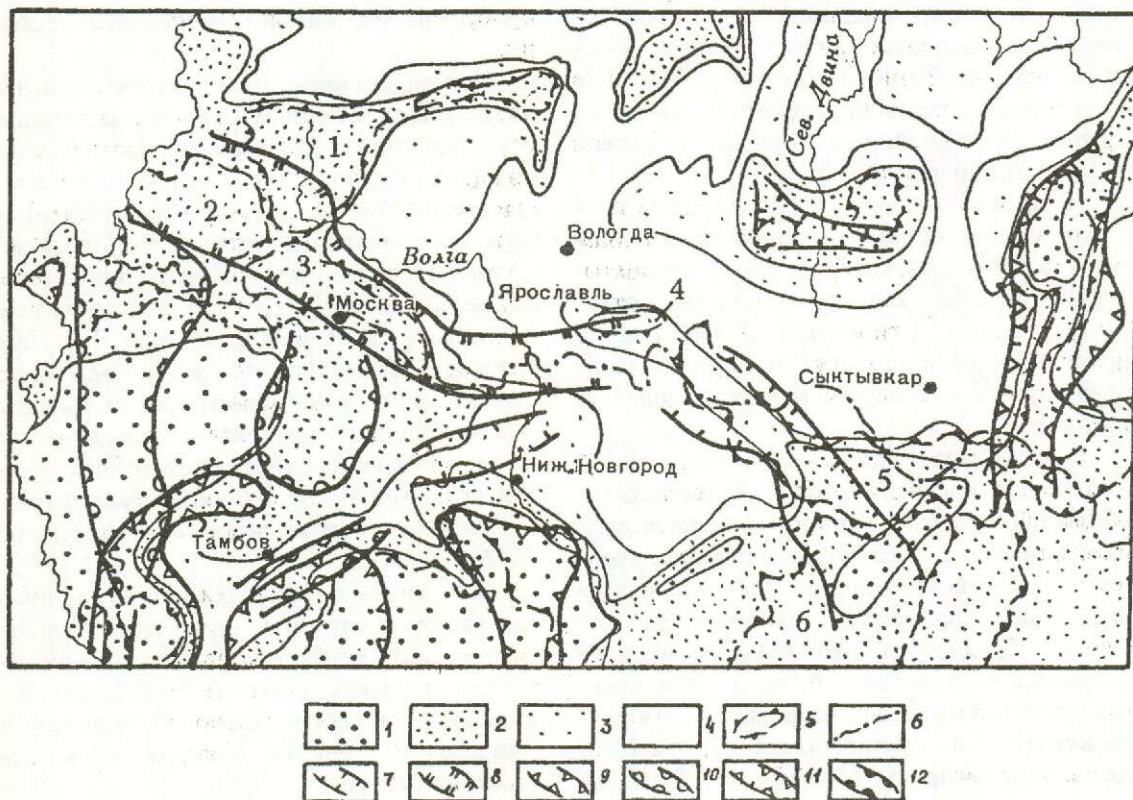 Сев. Двина
1
2
Вологда
3
Волга
Ярославль
4
Москва
Сыктывкар
5
Ниж. Новгород
Тамбов
6
1 2 3 4 5 6
7 8 9 10 11 12